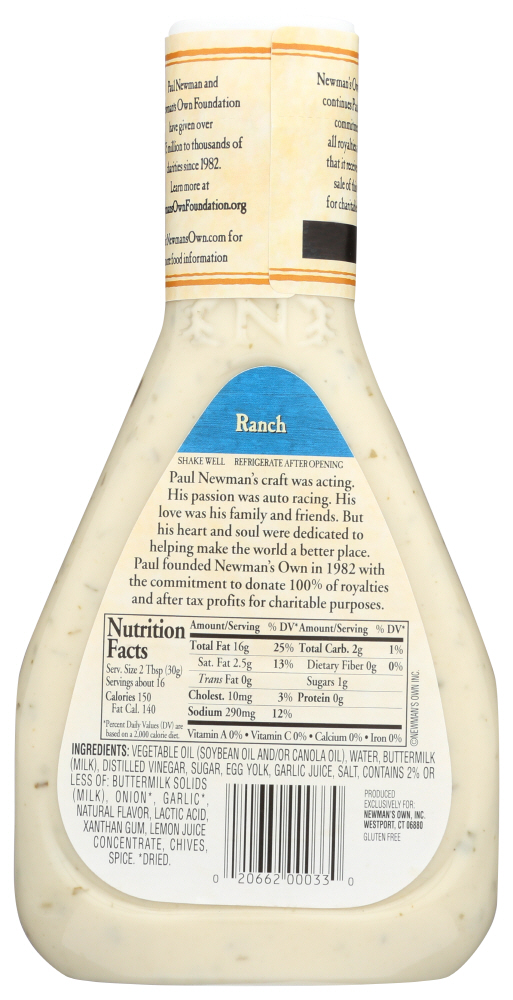 Paul Newman and
Own Foundation
have given over
million to thousands of
charities since 1982.
Learn more at
OwnFoundation.org
NewmansOwn.com for
food information
Newman's
continues
all
that it
sale of
for
Ranch
SHAKE WELL REFRIGERATE AFTER OPENING
Paul Newman's craft was acting.
His passion was auto racing. His
love was his family and friends. But
his heart and soul were dedicated to
helping make the world a better place.
Paul founded Newman's Own in 1982 with
the commitment to donate 100% of royalties
and after tax profits for charitable purposes.
Nutrition
Facts
Serv. Size 2 Tbsp (30g)
Servings about 16
Calories 150
Fat Cal. 140
*Percent Daily Values (DV) are
based on a 2,000 calorie diet.
Amount/Serving % DV* Amount/Serving % DV*
Total Fat 16g 25% Total Carb. 2g 1%
Sat. Fat 2.5g 13% Dietary Fiber 0g 0%
Trans Fat 0g Sugars 1g
Cholest. 10mg 3% Protein 0g
Sodium 290mg 12%
Vitamin A 0% • Vitamin C 0% • Calcium 0% • Iron 0%
©NEWMAN'S OWN INC
INGREDIENTS: VEGETABLE OIL (SOYBEAN OIL AND/OR CANOLA OIL), WATER, BUTTERMILK
(MILK), DISTILLED VINEGAR, SUGAR, EGG YOLK, GARLIC JUICE, SALT, CONTAINS 2% OR
LESS OF: BUTTERMILK SOLIDS
(MILK), ONION*, GARLIC*,
NATURAL FLAVOR, LACTIC ACID,
XANTHAN GUM, LEMON JUICE
CONCENTRATE, CHIVES,
SPICE. *DRIED.
0 20662 00033 0
PRODUCED
EXCLUSIVELY FOR:
NEWMAN'S OWN, INC.
WESTPORT, CT 06880
GLUTEN FREE